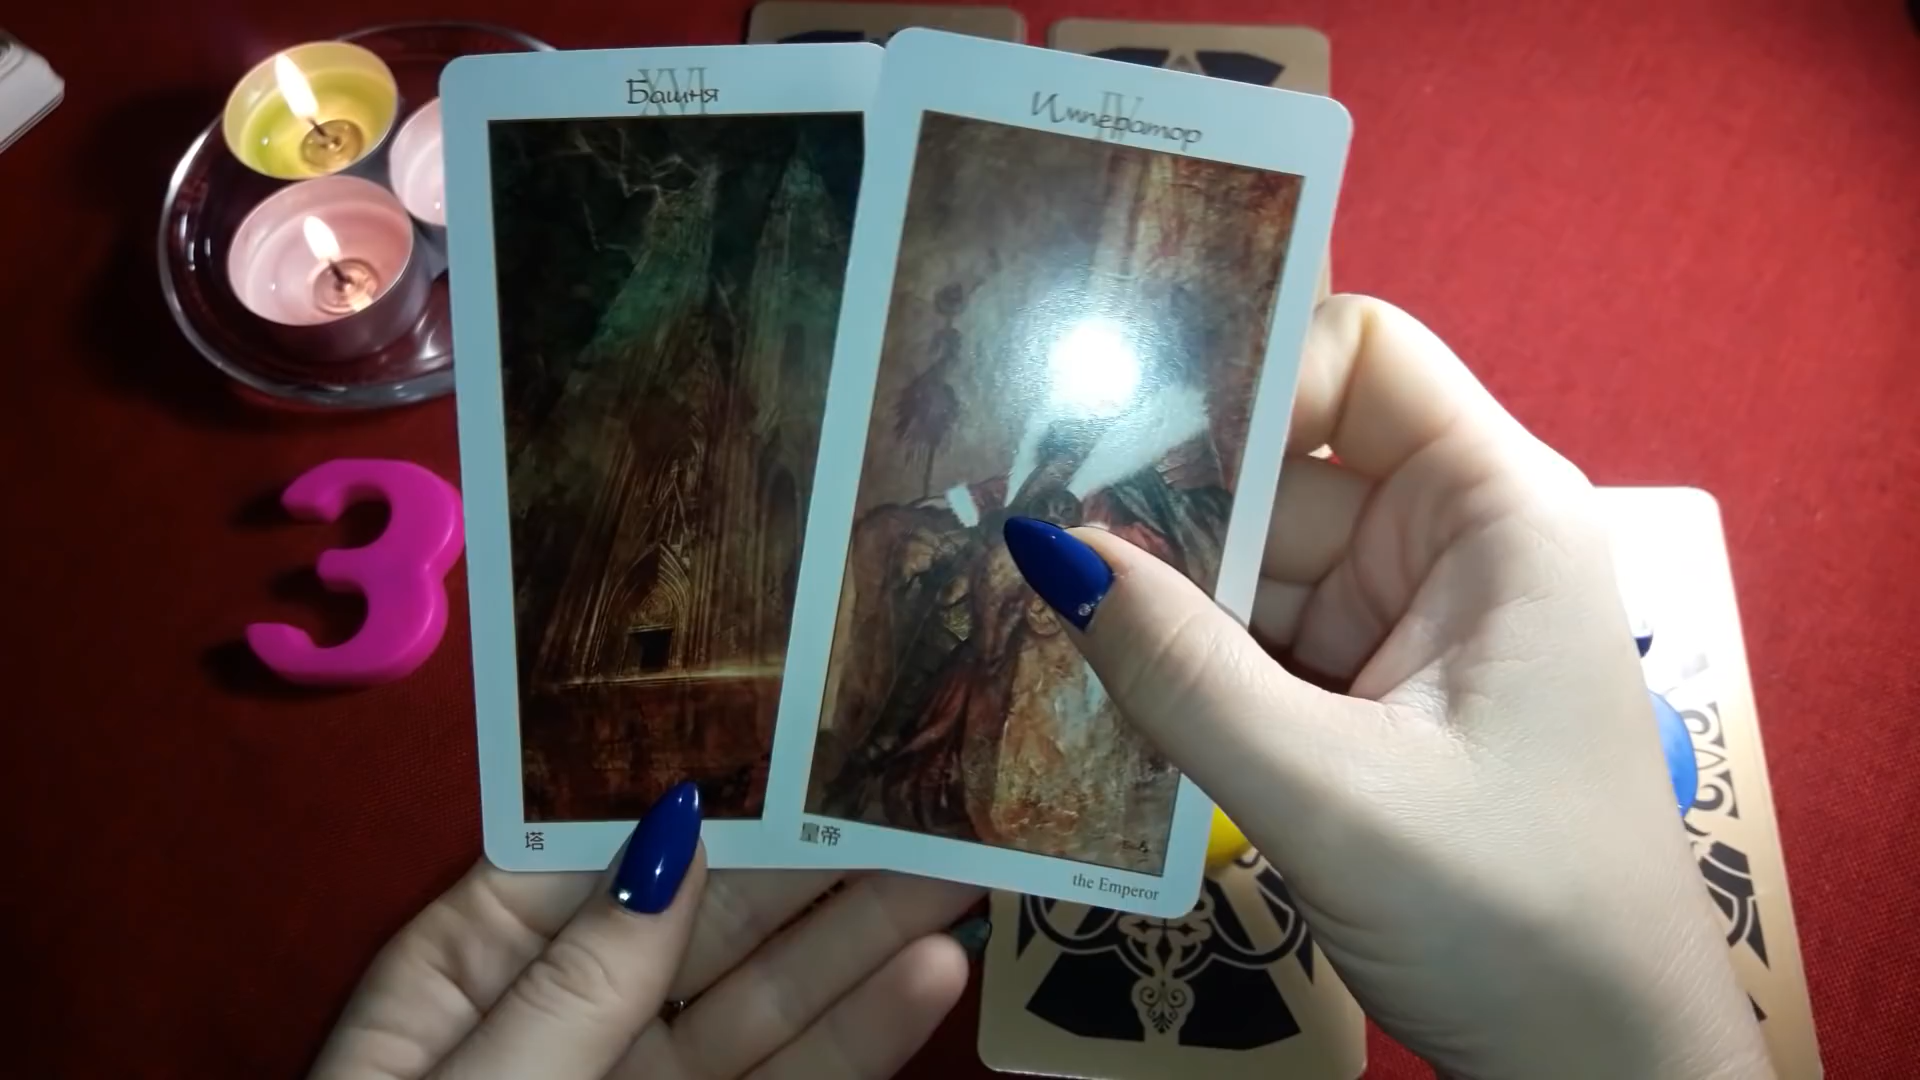 XVI
Башня
IV
Император
塔
皇帝
the Emperor
3